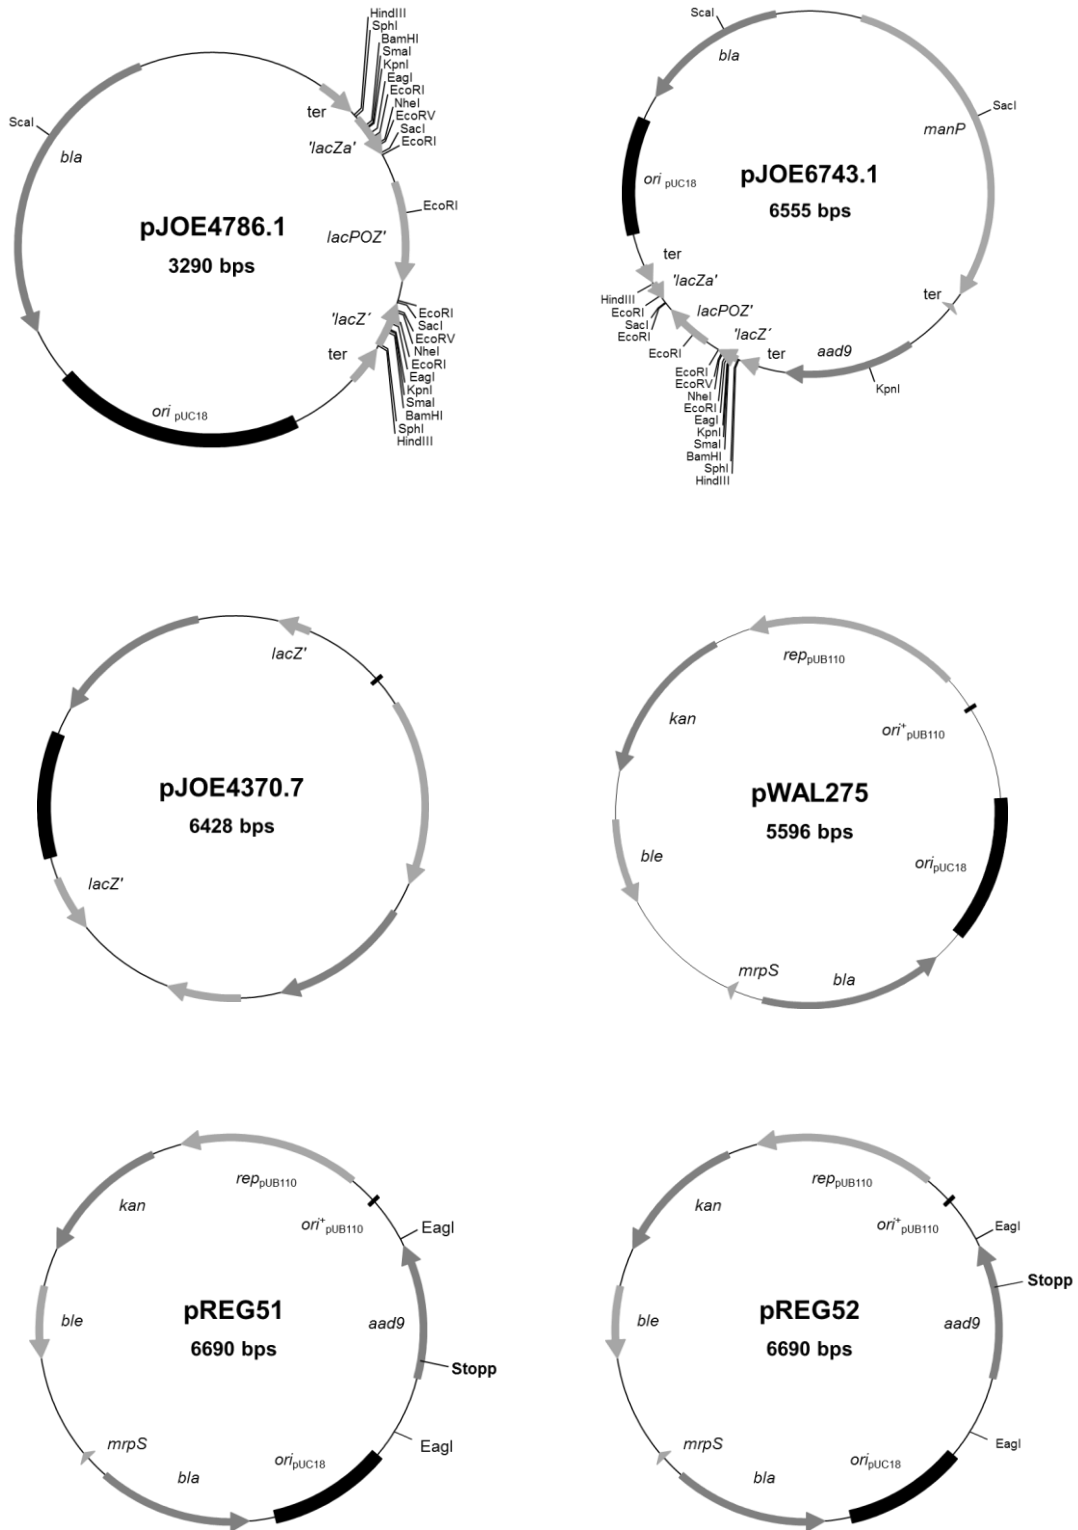 HindIII
SphI
BamHI
SmaI
KpnI
EagI
EcoRI
NheI
EcoRV
SacI
EcoRI
ter
'lacZa'
ScaI
bla
EcoRI
pJOE4786.1
3290 bps
lacPOZ'
'lacZ´
ter
EcoRI
SacI
EcoRV
NheI
EcoRI
EagI
KpnI
SmaI
BamHI
SphI
HindIII
ori pUC18
ScaI
bla
SacI
manP
pJOE6743.1
6555 bps
ori pUC18
ter
'lacZa'
HindIII
EcoRI
SacI
EcoRI
lacPOZ'
EcoRI
'lacZ´
ter
ter
aad9
KpnI
EcoRI
EcoRV
NheI
EcoRI
EagI
KpnI
SmaI
BamHI
SphI
HindIII
lacZ'
pJOE4370.7
6428 bps
lacZ'
rep pUB110
kan
ori+ pUB110
pWAL275
5596 bps
ble
ori pUC18
mrpS
bla
rep pUB110
kan
ori+ pUB110
EagI
pREG51
6690 bps
ble
aad9
Stopp
mrpS
EagI
ori pUC18
bla
rep pUB110
kan
ori+ pUB110
EagI
Stopp
pREG52
6690 bps
ble
aad9
mrpS
EagI
ori pUC18
bla